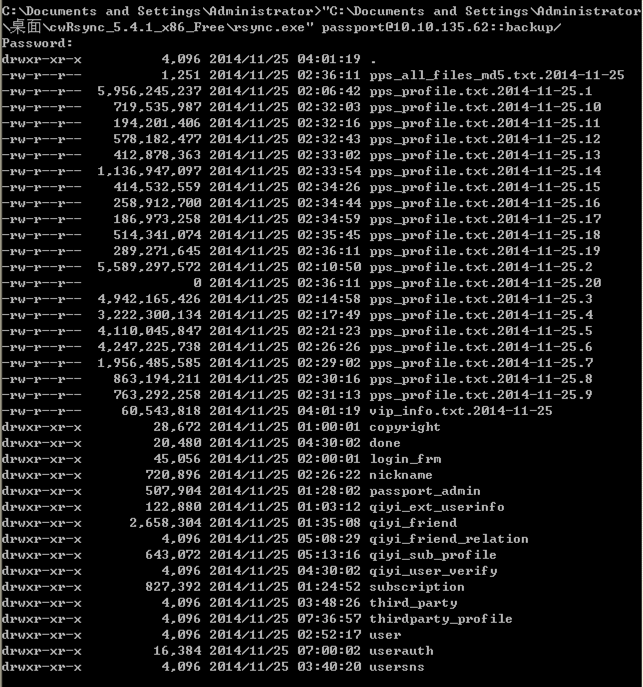 C:\Documents and Settings\Administrator>"C:\Documents and Settings\Administrator
\桌面\cwRsync_5.4.1_x86_Free\rsync.exe" passport@10.10.135.62::backup/
Password:
drwxr-xr-x 4,096 2014/11/25 04:01:19 .
-rw-r--r-- 1,251 2014/11/25 02:36:11 pps_all_files_md5.txt.2014-11-25
-rw-r--r-- 5,956,245,237 2014/11/25 02:06:42 pps_profile.txt.2014-11-25.1
-rw-r--r-- 719,535,987 2014/11/25 02:32:03 pps_profile.txt.2014-11-25.10
-rw-r--r-- 194,201,406 2014/11/25 02:32:16 pps_profile.txt.2014-11-25.11
-rw-r--r-- 578,182,477 2014/11/25 02:32:43 pps_profile.txt.2014-11-25.12
-rw-r--r-- 412,878,363 2014/11/25 02:33:02 pps_profile.txt.2014-11-25.13
-rw-r--r-- 1,136,947,097 2014/11/25 02:33:54 pps_profile.txt.2014-11-25.14
-rw-r--r-- 414,532,559 2014/11/25 02:34:26 pps_profile.txt.2014-11-25.15
-rw-r--r-- 258,912,700 2014/11/25 02:34:44 pps_profile.txt.2014-11-25.16
-rw-r--r-- 186,973,258 2014/11/25 02:34:59 pps_profile.txt.2014-11-25.17
-rw-r--r-- 514,341,074 2014/11/25 02:35:45 pps_profile.txt.2014-11-25.18
-rw-r--r-- 289,271,645 2014/11/25 02:36:11 pps_profile.txt.2014-11-25.19
-rw-r--r-- 5,589,297,572 2014/11/25 02:10:50 pps_profile.txt.2014-11-25.2
-rw-r--r-- 0 2014/11/25 02:36:11 pps_profile.txt.2014-11-25.20
-rw-r--r-- 4,942,165,426 2014/11/25 02:14:58 pps_profile.txt.2014-11-25.3
-rw-r--r-- 3,222,300,134 2014/11/25 02:17:49 pps_profile.txt.2014-11-25.4
-rw-r--r-- 4,110,045,847 2014/11/25 02:21:23 pps_profile.txt.2014-11-25.5
-rw-r--r-- 4,247,225,738 2014/11/25 02:26:26 pps_profile.txt.2014-11-25.6
-rw-r--r-- 1,956,485,585 2014/11/25 02:29:02 pps_profile.txt.2014-11-25.7
-rw-r--r-- 863,194,211 2014/11/25 02:30:16 pps_profile.txt.2014-11-25.8
-rw-r--r-- 763,292,258 2014/11/25 02:31:13 pps_profile.txt.2014-11-25.9
-rw-r--r-- 60,543,818 2014/11/25 04:01:19 vip_info.txt.2014-11-25
drwxr-xr-x 28,672 2014/11/25 01:00:01 copyright
drwxr-xr-x 20,480 2014/11/25 04:30:02 done
drwxr-xr-x 45,056 2014/11/25 02:00:01 login_frm
drwxr-xr-x 720,896 2014/11/25 02:26:22 nickname
drwxr-xr-x 507,904 2014/11/25 01:28:02 passport_admin
drwxr-xr-x 122,880 2014/11/25 01:03:12 qiyi_ext_userinfo
drwxr-xr-x 2,658,304 2014/11/25 01:35:08 qiyi_friend
drwxr-xr-x 4,096 2014/11/25 05:08:29 qiyi_friend_relation
drwxr-xr-x 643,072 2014/11/25 05:13:16 qiyi_sub_profile
drwxr-xr-x 4,096 2014/11/25 04:30:02 qiyi_user_verify
drwxr-xr-x 827,392 2014/11/25 01:24:52 subscription
drwxr-xr-x 4,096 2014/11/25 03:48:26 third_party
drwxr-xr-x 4,096 2014/11/25 07:36:57 thirdparty_profile
drwxr-xr-x 4,096 2014/11/25 02:52:17 user
drwxr-xr-x 16,384 2014/11/25 07:00:02 userauth
drwxr-xr-x 4,096 2014/11/25 03:40:20 usersns